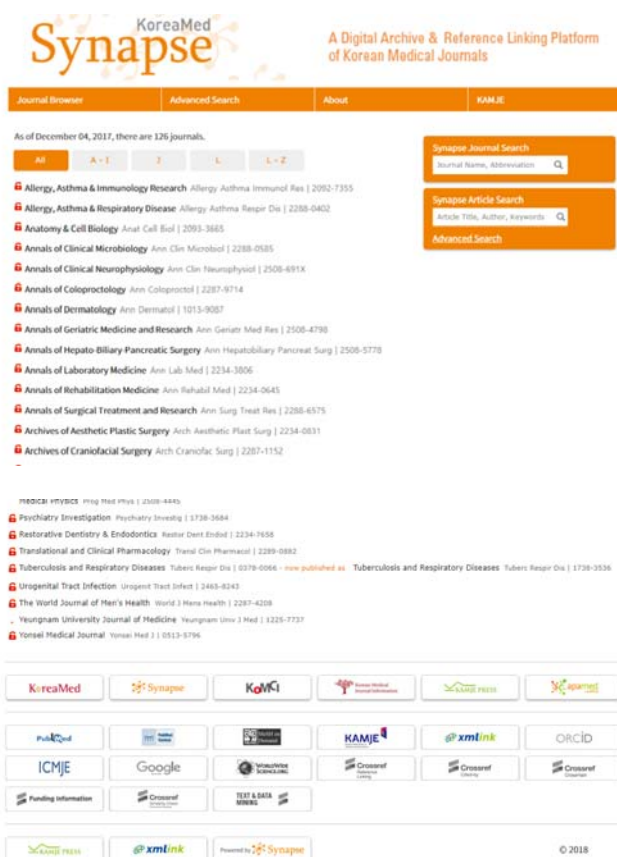 KoreaMed
Synapse
A Digital Archive & Reference Linking Platform
of Korean Medical Journals
Journal Browser Advanced Search About KAMJE
As of December 04, 2017, there are 126 journals.
All A - I J L L - Z
Synapse Journal Search
Journal Name, Abbreviation
Synapse Article Search
Article Title, Author, Keywords
Advanced Search
Allergy, Asthma & Immunology Research Allergy Asthma Immunol Res | 2092-7355
Allergy, Asthma & Respiratory Disease Allergy Asthma Respir Dis | 2288-0402
Anatomy & Cell Biology Anat Cell Biol | 2093-3665
Annals of Clinical Microbiology Ann Clin Microbiol | 2288-0585
Annals of Clinical Neurophysiology Ann Clin Neurophysiol | 2508-691X
Annals of Coloproctology Ann Coloproctol | 2287-9714
Annals of Dermatology Ann Dermatol | 1013-9087
Annals of Geriatric Medicine and Research Ann Geriatr Med Res | 2508-4798
Annals of Hepato-Biliary-Pancreatic Surgery Ann Hepatobiliary Pancreat Surg | 2508-5778
Annals of Laboratory Medicine Ann Lab Med | 2234-3806
Annals of Rehabilitation Medicine Ann Rehabil Med | 2234-0645
Annals of Surgical Treatment and Research Ann Surg Treat Res | 2288-6575
Archives of Aesthetic Plastic Surgery Arch Aesthetic Plast Surg | 2234-0831
Archives of Craniofacial Surgery Arch Craniofac Surg | 2287-1152
Medical Physics Prog Med Phys | 2508-4445
Psychiatry Investigation Psychiatry Investig | 1738-3684
Restorative Dentistry & Endodontics Restor Dent Endod | 2234-7658
Translational and Clinical Pharmacology Transl Clin Pharmacol | 2289-0882
Tuberculosis and Respiratory Diseases Tuberc Respir Dis | 0378-0066 - now published as Tuberculosis and Respiratory Diseases Tuberc Respir Dis | 1738-3536
Urogenital Tract Infection Urogenit Tract Infect | 2465-8243
The World Journal of Men's Health World J Mens Health | 2287-4208
Yeungnam University Journal of Medicine Yeungnam Univ J Med | 1225-7737
Yonsei Medical Journal Yonsei Med J | 0513-5796
KoreaMed Synapse KoMCI Korean Medical Journal Information KAMJE PRESS apamed
PubMed KAMJE xmlink ORCID
ICMJE Google WORLDWIDE SCIENCE.ORG Crossref Reference Linking Crossref Crossref
Funding Information Crossref TEXT & DATA MINING
KAMJE PRESS xmlink Powered by Synapse © 2018